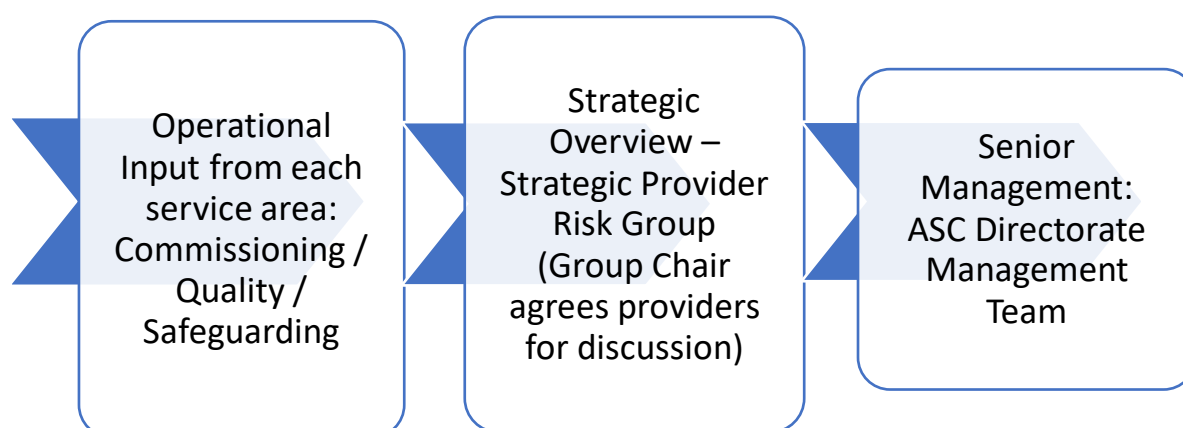 Operational
Input from each
service area:
Commissioning /
Quality /
Safeguarding
Strategic
Overview –
Strategic Provider
Risk Group
(Group Chair
agrees providers
for discussion)
Senior
Management:
ASC Directorate
Management
Team